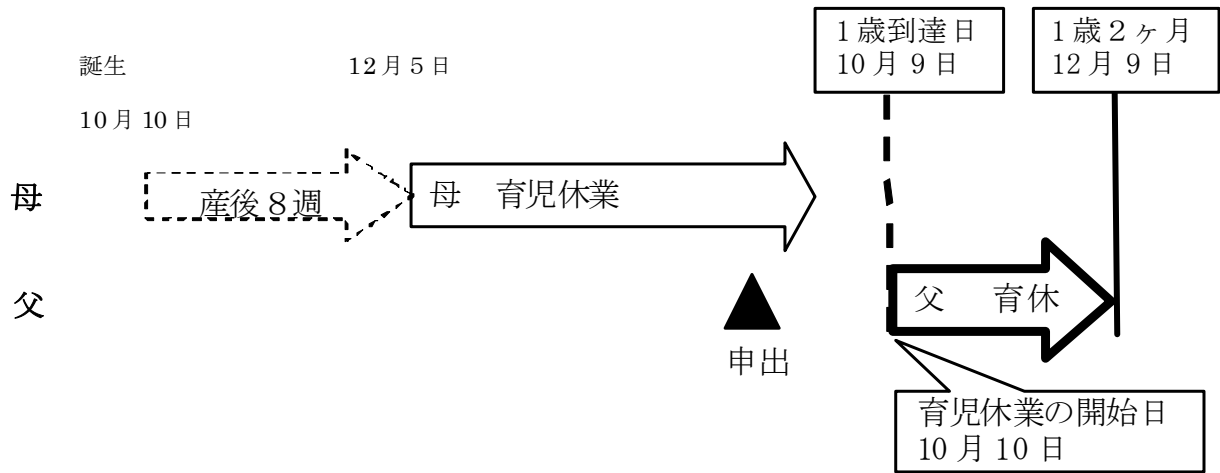 1歳到達日
10月9日
1歳2ヶ月
12月9日
誕生
12月5日
10月10日
母
産後8週
母 育児休業
父
父 育休
申出
育児休業の開始日
10月10日